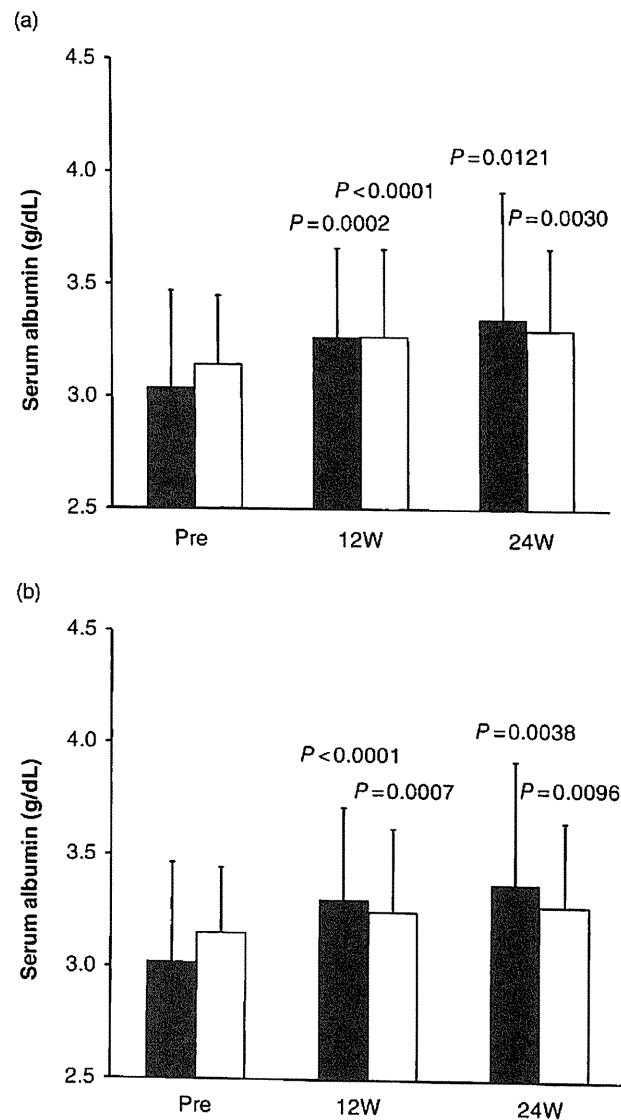 (a)
Serum albumin (g/dL)
4.5
4.0
3.5
3.0
2.5
P=0.0121
P<0.0001
P=0.0002
P=0.0030
Pre 12W 24W
(b)
Serum albumin (g/dL)
4.5
4.0
3.5
3.0
2.5
P=0.0038
P<0.0001
P=0.0007
P=0.0096
Pre 12W 24W